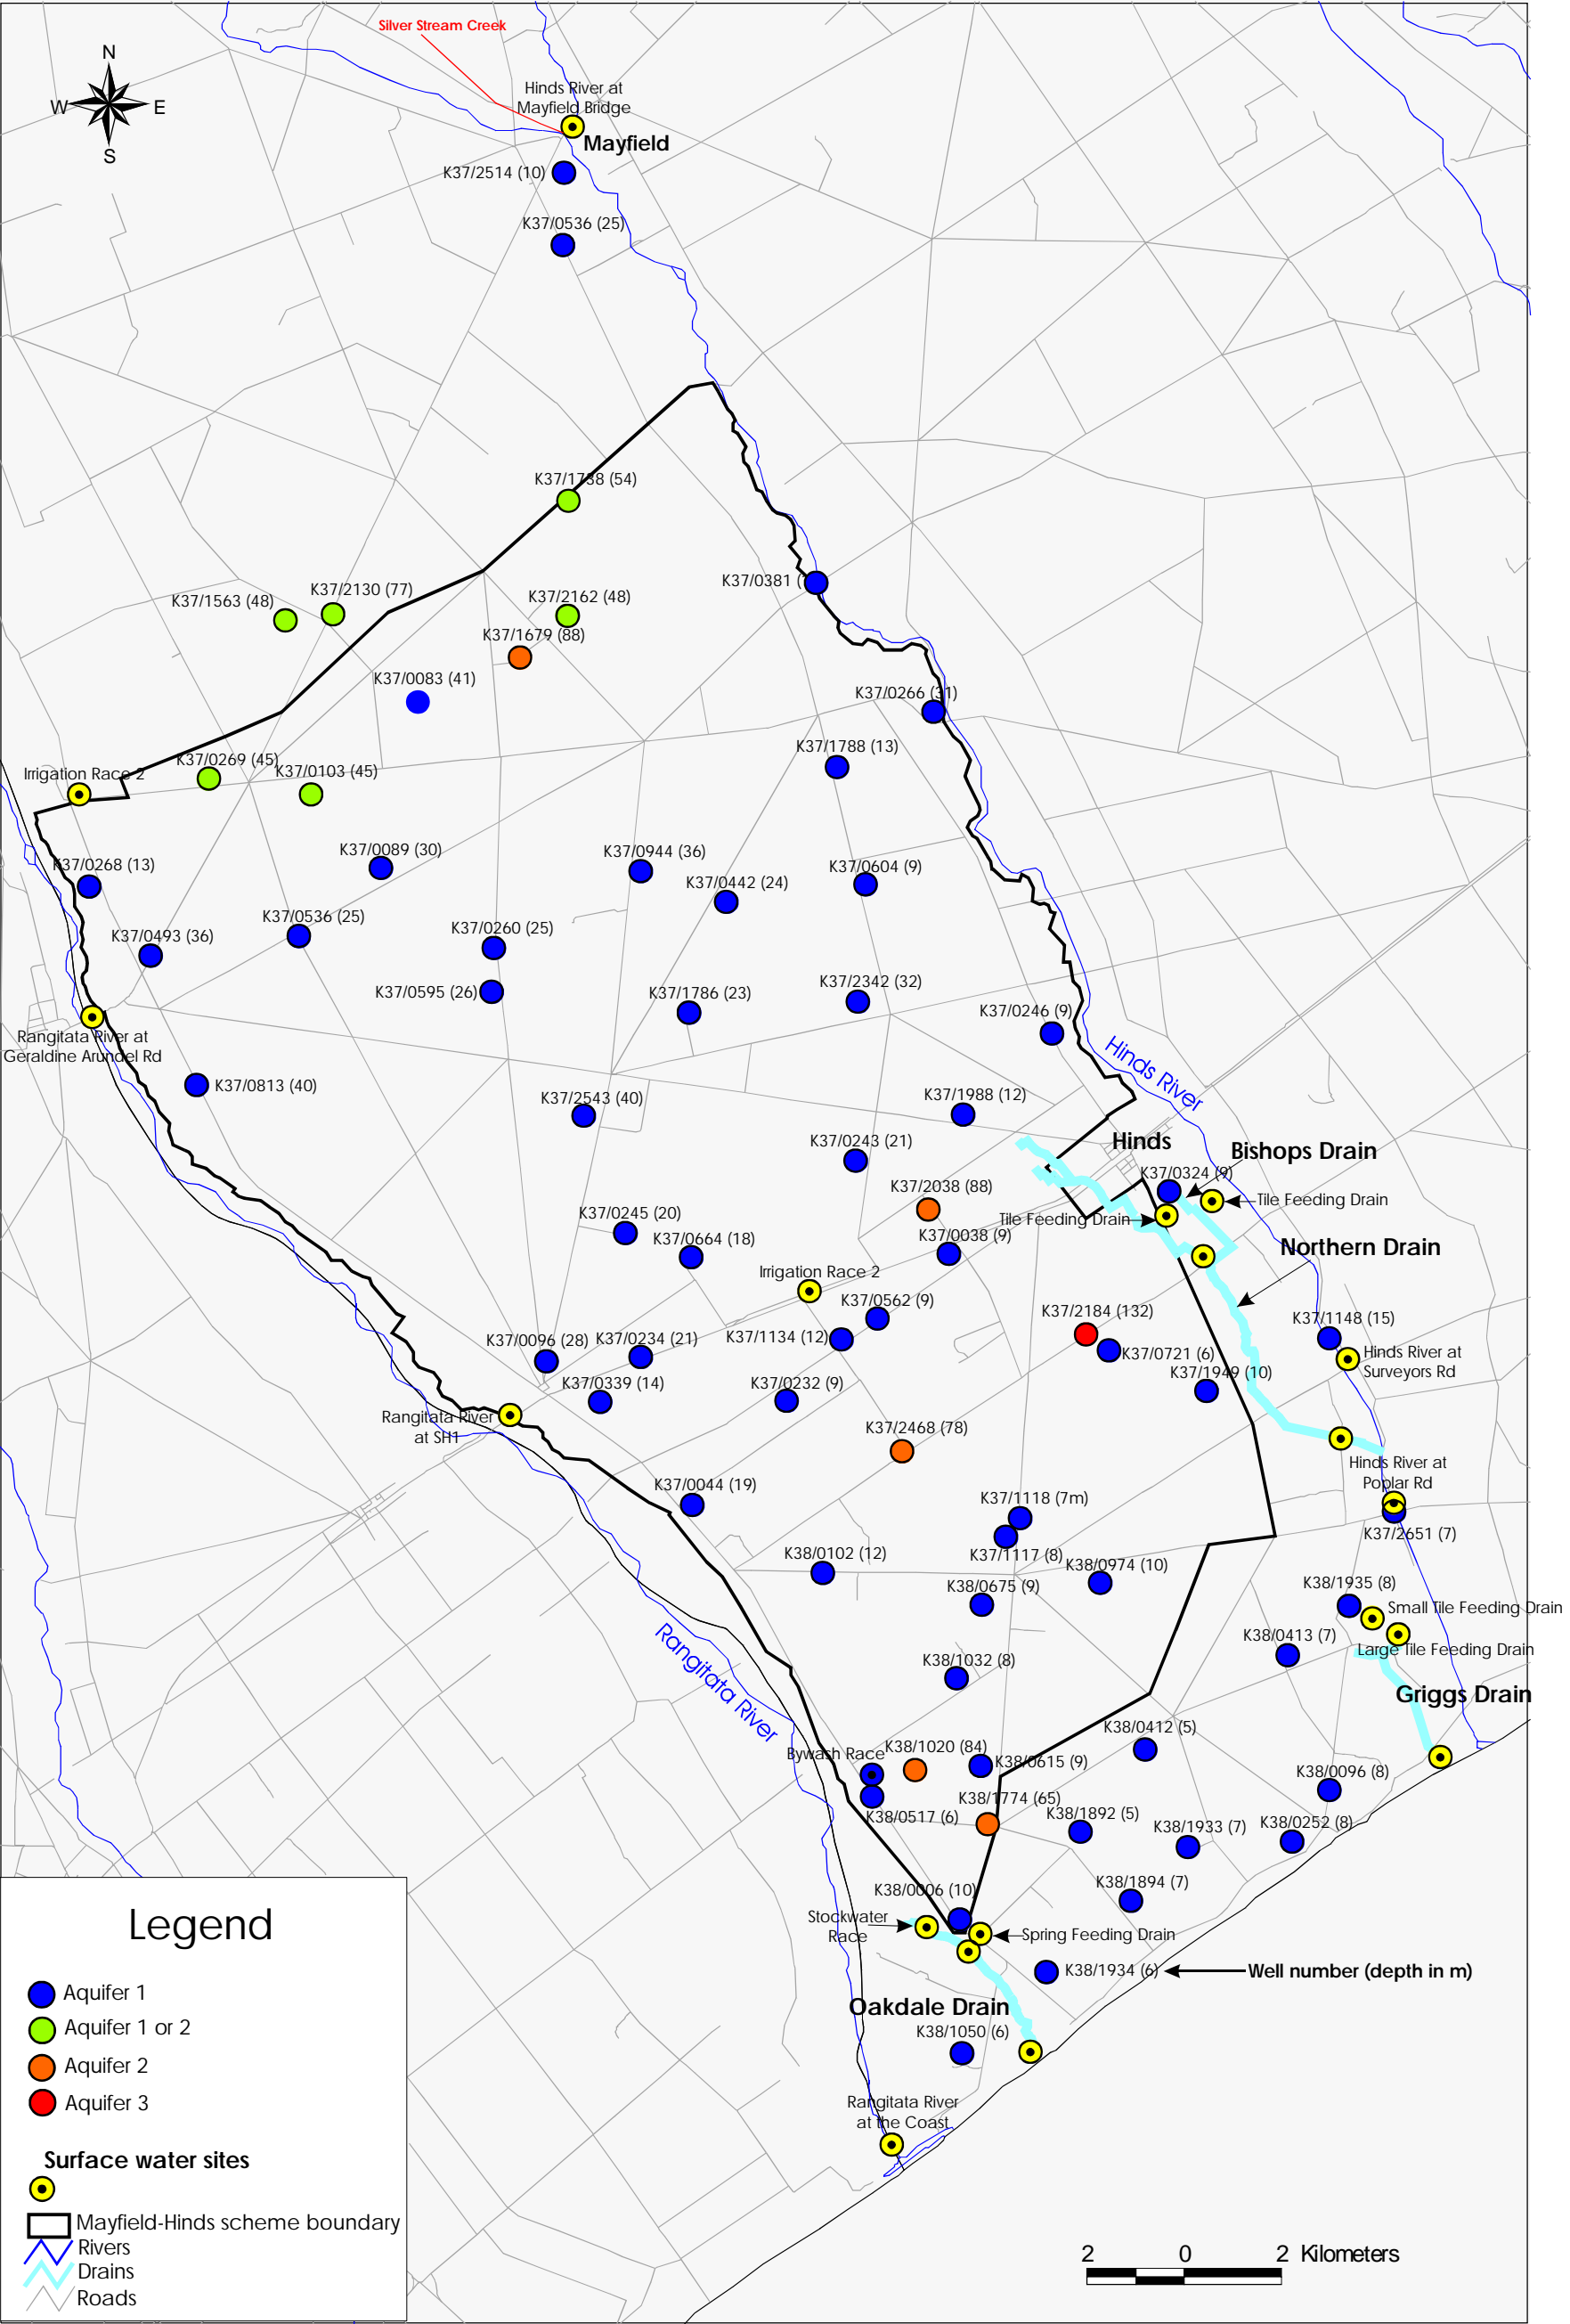 Silver Stream Creek
N
W
E
S
Hinds River at
Mayfield Bridge
Mayfield
K37/2514 (10)
K37/0536 (25)
K37/1738 (54)
K37/0381
K37/2130 (77)
K37/1563 (48)
K37/2162 (48)
K37/1679 (88)
K37/0083 (41)
K37/0266 (31)
K37/1788 (13)
K37/0269 (45)
Irrigation Race 2
K37/0103 (45)
K37/0089 (30)
K37/0944 (36)
K37/0268 (13)
K37/0604 (9)
K37/0442 (24)
K37/0536 (25)
K37/0260 (25)
K37/0493 (36)
K37/2342 (32)
K37/0595 (26)
K37/1786 (23)
K37/0246 (9)
Rangitata River at
Geraldine Arundel Rd
Hinds River
K37/0813 (40)
K37/2543 (40)
K37/1988 (12)
K37/0243 (21)
Hinds
Bishops Drain
K37/0324 (9)
K37/2038 (88)
Tile Feeding Drain
K37/0245 (20)
Tile Feeding Drain
K37/0664 (18)
K37/0038 (9)
Northern Drain
Irrigation Race 2
K37/0562 (9)
K37/2184 (132)
K37/1148 (15)
K37/0096 (28)
K37/0234 (21)
K37/1134 (12)
K37/0721 (6)
Hinds River at
Surveyors Rd
K37/1949 (10)
K37/0339 (14)
K37/0232 (9)
Rangitata River
at SH1
K37/2468 (78)
Hinds River at
Poplar Rd
K37/0044 (19)
K37/1118 (7m)
K37/2651 (7)
K38/0102 (12)
K37/1117 (8)
K38/0974 (10)
K38/0675 (9)
K38/1935 (8)
Small Tile Feeding Drain
K38/0413 (7)
Large Tile Feeding Drain
K38/1032 (8)
Rangitata River
Griggs Drain
K38/0412 (5)
K38/1020 (84)
Bywash Race
K38/0615 (9)
K38/0096 (8)
K38/1774 (65)
K38/0517 (6)
K38/1892 (5)
K38/1933 (7)
K38/0252 (8)
K38/1894 (7)
K38/0006 (10)
Stockwater
Race
Spring Feeding Drain
K38/1934 (6)
Well number (depth in m)
Oakdale Drain
K38/1050 (6)
Rangitata River
at the Coast
Legend
Aquifer 1
Aquifer 1 or 2
Aquifer 2
Aquifer 3
Surface water sites
Mayfield-Hinds scheme boundary
Rivers
Drains
Roads
2 0 2 Kilometers